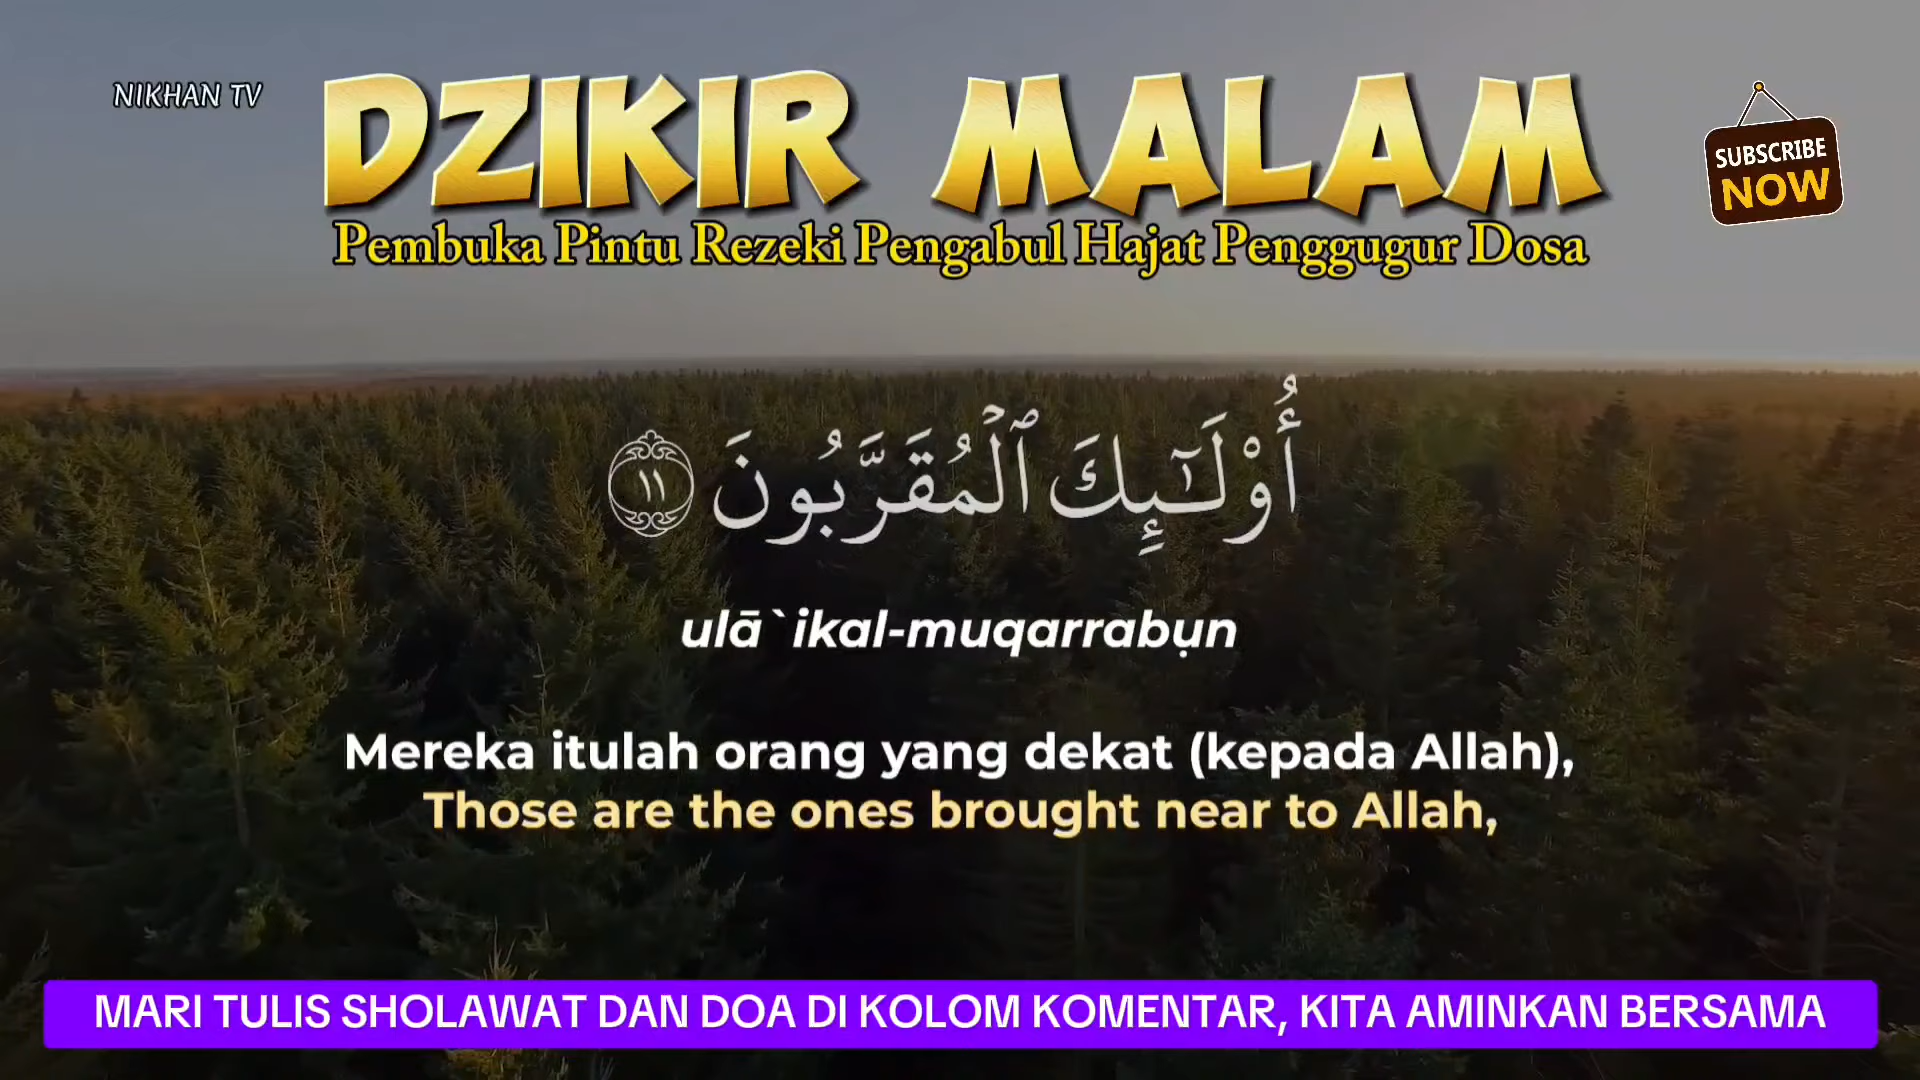 NIKHAN TV
DZIKIR MALAM
SUBSCRIBE
NOW
Pembuka Pintu Rezeki Pengabul Hajat Penggugur Dosa
أُو۟لَـٰٓئِكَ ٱلْمُقَرَّبُونَ ١١
ulā`ikal-muqarrabụn
Mereka itulah orang yang dekat (kepada Allah),
Those are the ones brought near to Allah,
MARI TULIS SHOLAWAT DAN DOA DI KOLOM KOMENTAR, KITA AMINKAN BERSAMA